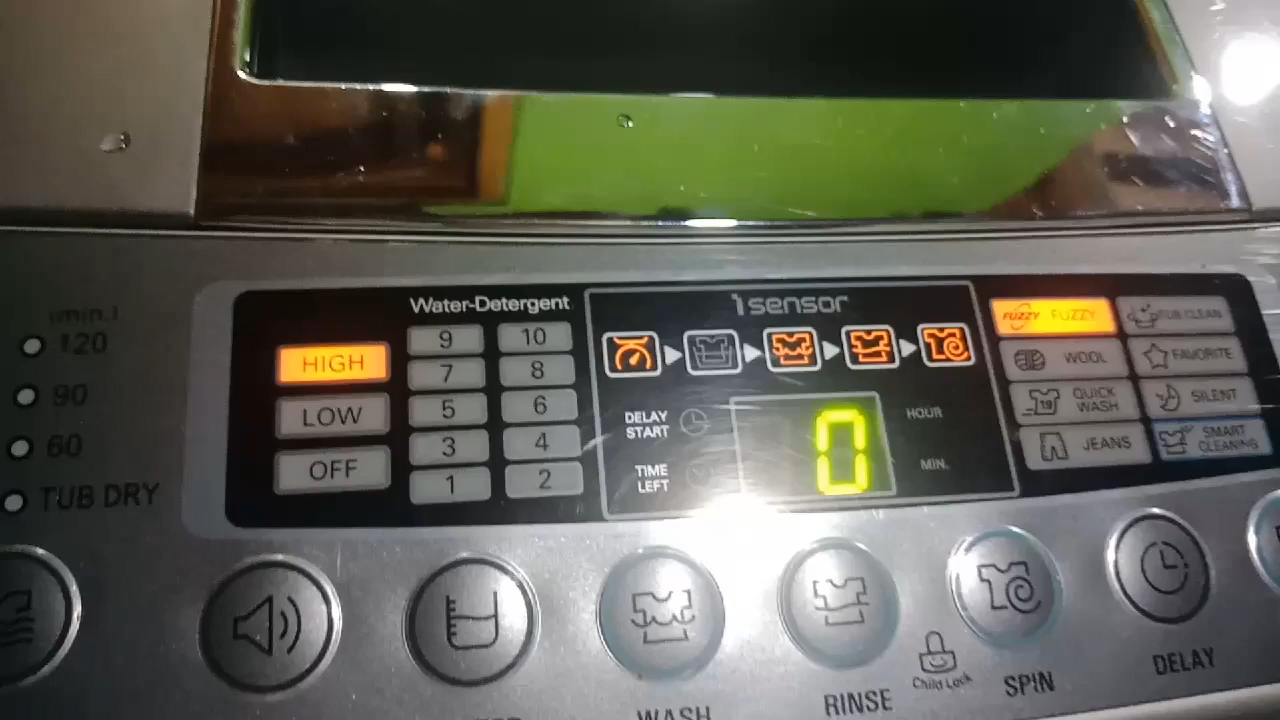 (min.)
120
90
60
TUB DRY
HIGH
LOW
OFF
Water-Detergent
9 10
7 8
5 6
3 4
1 2
i sensor
DELAY
START
TIME
LEFT
0
HOUR
MIN.
FUZZY FUZZY
WOOL
QUICK
WASH
JEANS
TUB CLEAN
FAVORITE
SILENT
SMART
CLEANING
WASH
RINSE
Child Lock
SPIN
DELAY